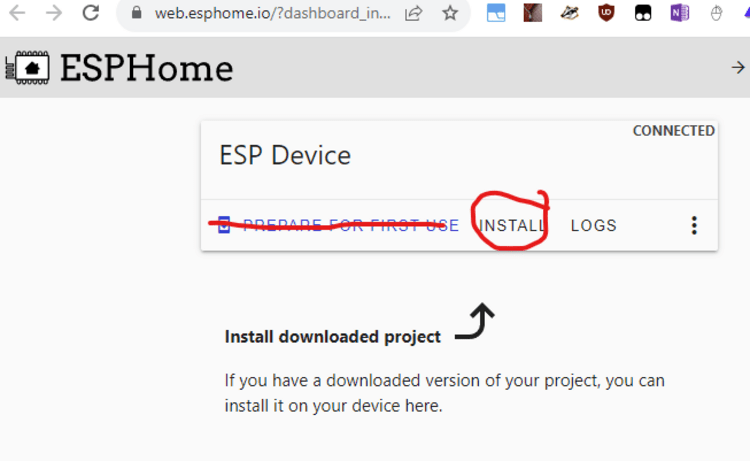 web.esphome.io/?dashboard_in...
ESPHome
CONNECTED
ESP Device
PREPARE FOR FIRST USE INSTALL LOGS
Install downloaded project
If you have a downloaded version of your project, you can
install it on your device here.